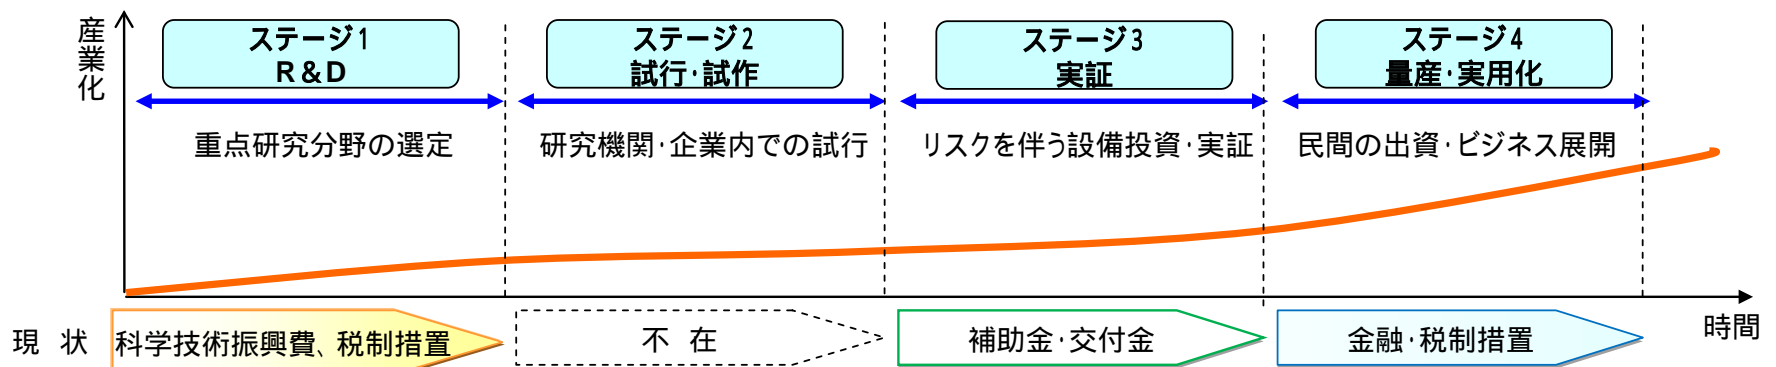 産業化
ステージ1
R&D
ステージ2
試行・試作
ステージ3
実証
ステージ4
量産・実用化
重点研究分野の選定
研究機関・企業内での試行
リスクを伴う設備投資・実証
民間の出資・ビジネス展開
現 状
科学技術振興費、税制措置
不 在
補助金・交付金
金融・税制措置
時間